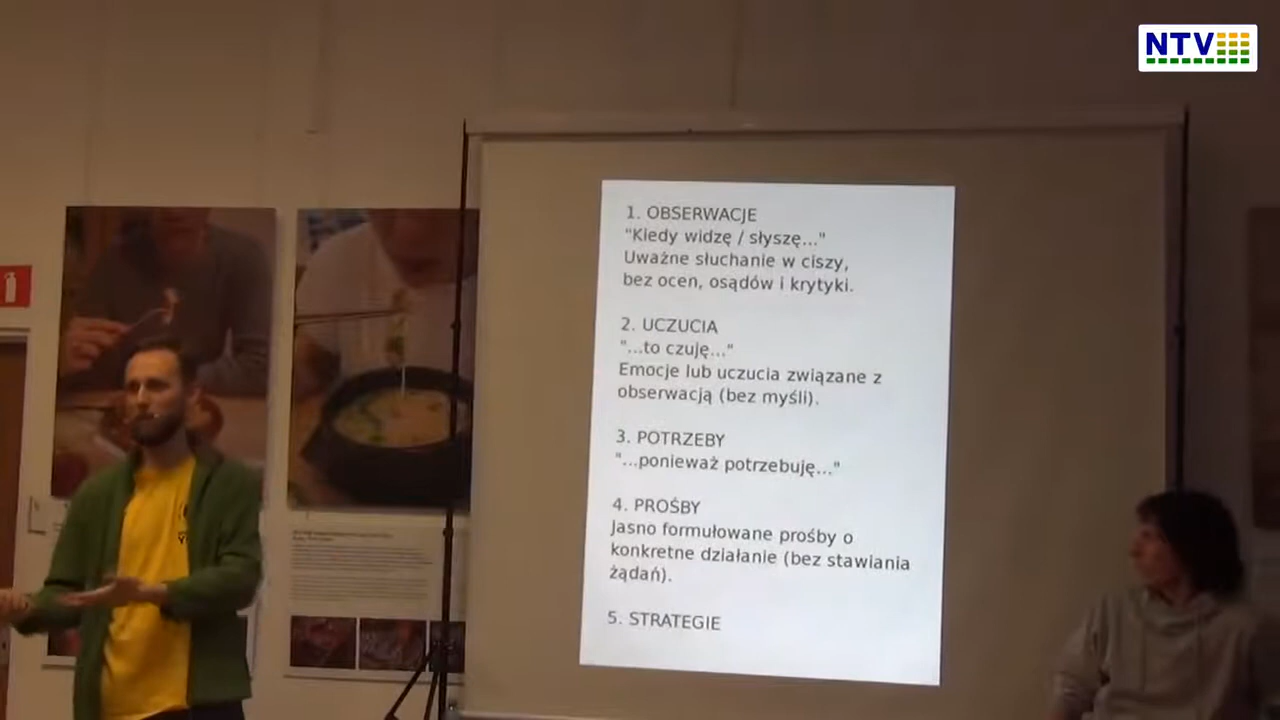 NTV
1. OBSERWACJE
"Kiedy widzę / słyszę..."
Uważne słuchanie w ciszy,
bez ocen, osądów i krytyki.
2. UCZUCIA
"...to czuję..."
Emocje lub uczucia związane z
obserwacją (bez myśli).
3. POTRZEBY
"...ponieważ potrzebuję..."
4. PROŚBY
Jasno formułowane prośby o
konkretne działanie (bez stawiania
żądań).
5. STRATEGIE